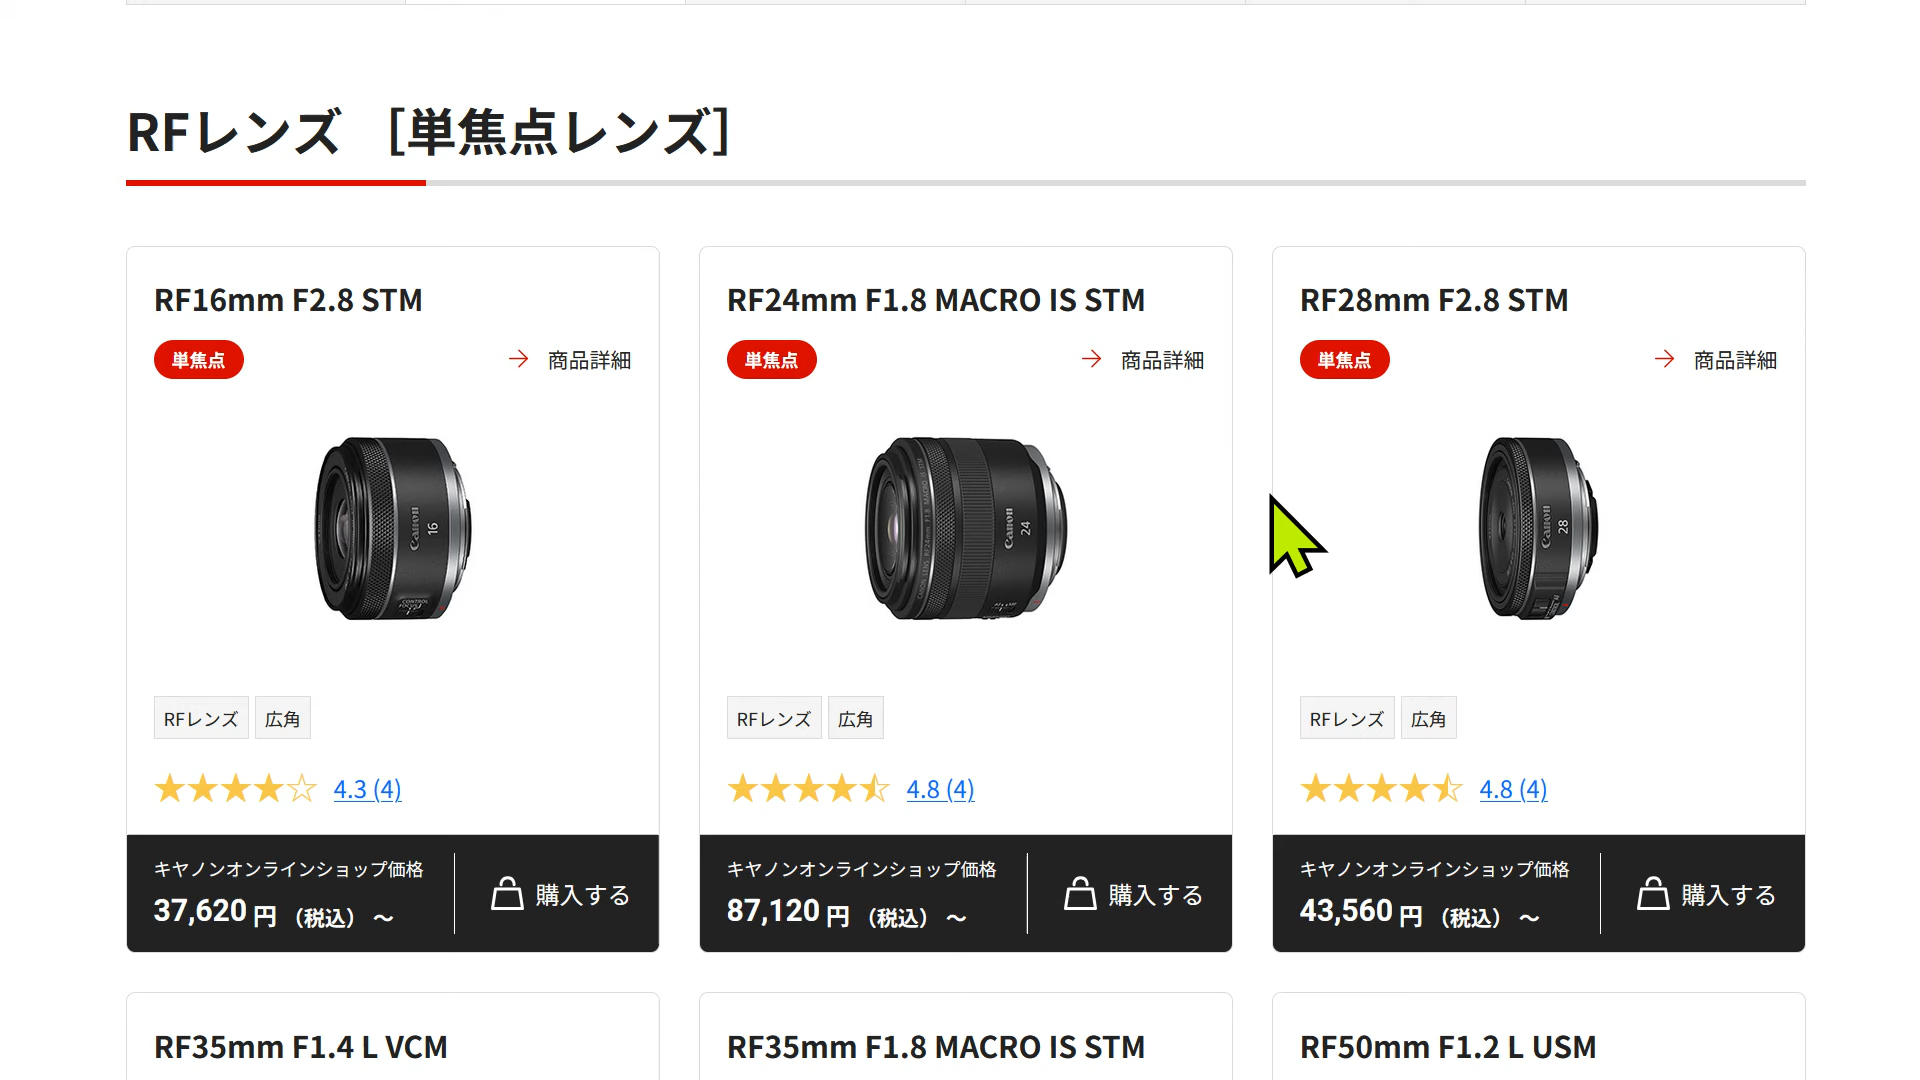 RFレンズ ［単焦点レンズ］
RF16mm F2.8 STM
単焦点
商品詳細
Canon
16
CONTROL
FOCUS
RFレンズ
広角
4.3 (4)
キヤノンオンラインショップ価格
37,620 円 （税込） ～
購入する
RF24mm F1.8 MACRO IS STM
単焦点
商品詳細
Canon
24
RFレンズ
広角
4.8 (4)
キヤノンオンラインショップ価格
87,120 円 （税込） ～
購入する
RF28mm F2.8 STM
単焦点
商品詳細
Canon
28
RFレンズ
広角
4.8 (4)
キヤノンオンラインショップ価格
43,560 円 （税込） ～
購入する
RF35mm F1.4 L VCM
RF35mm F1.8 MACRO IS STM
RF50mm F1.2 L USM